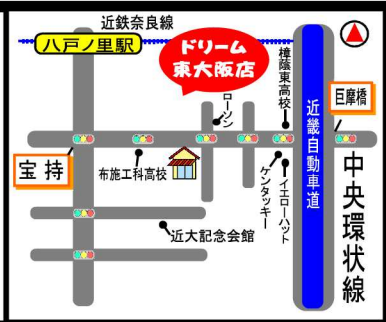 近鉄奈良線
八戸ノ里駅
ドリーム
東大阪店
ローソン
樟蔭東高校
近畿自動車道
巨摩橋
宝持
布施工科高校
ケンタッキー
イエローハット
中央環状線
近大記念会館